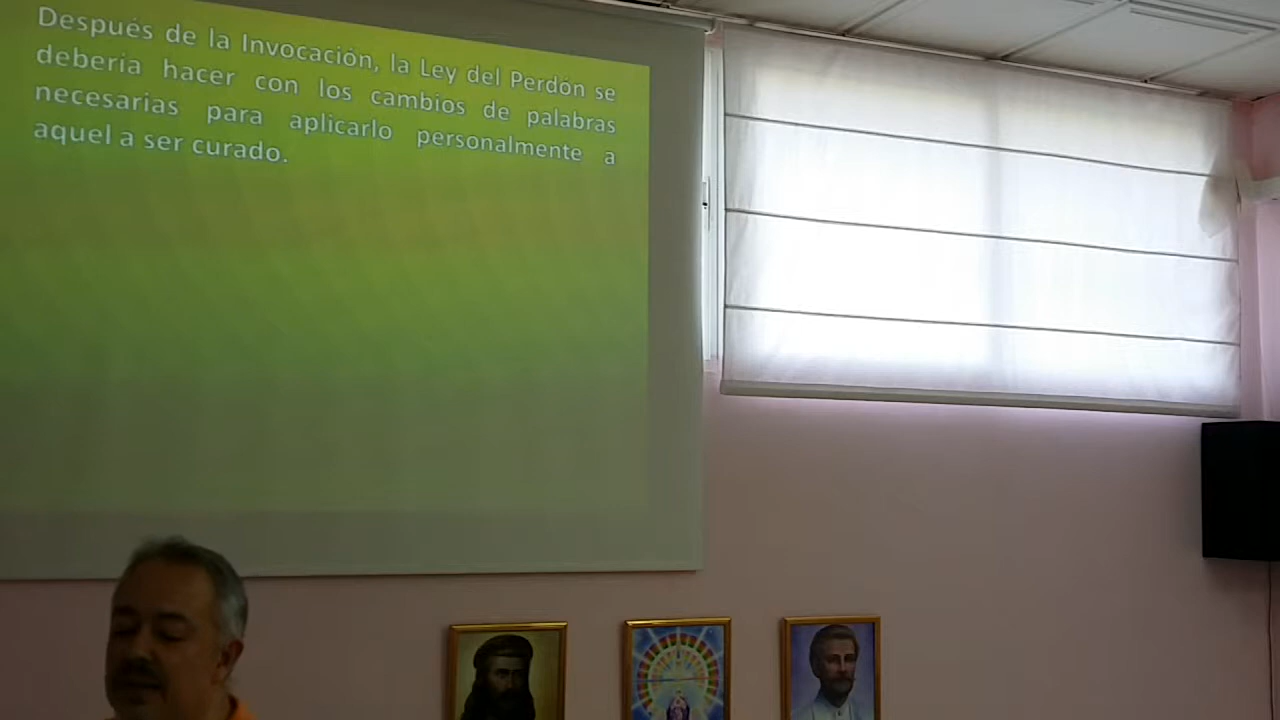 Después de la Invocación, la Ley del Perdón se
debería hacer con los cambios de palabras
necesarias para aplicarlo personalmente a
aquel a ser curado.